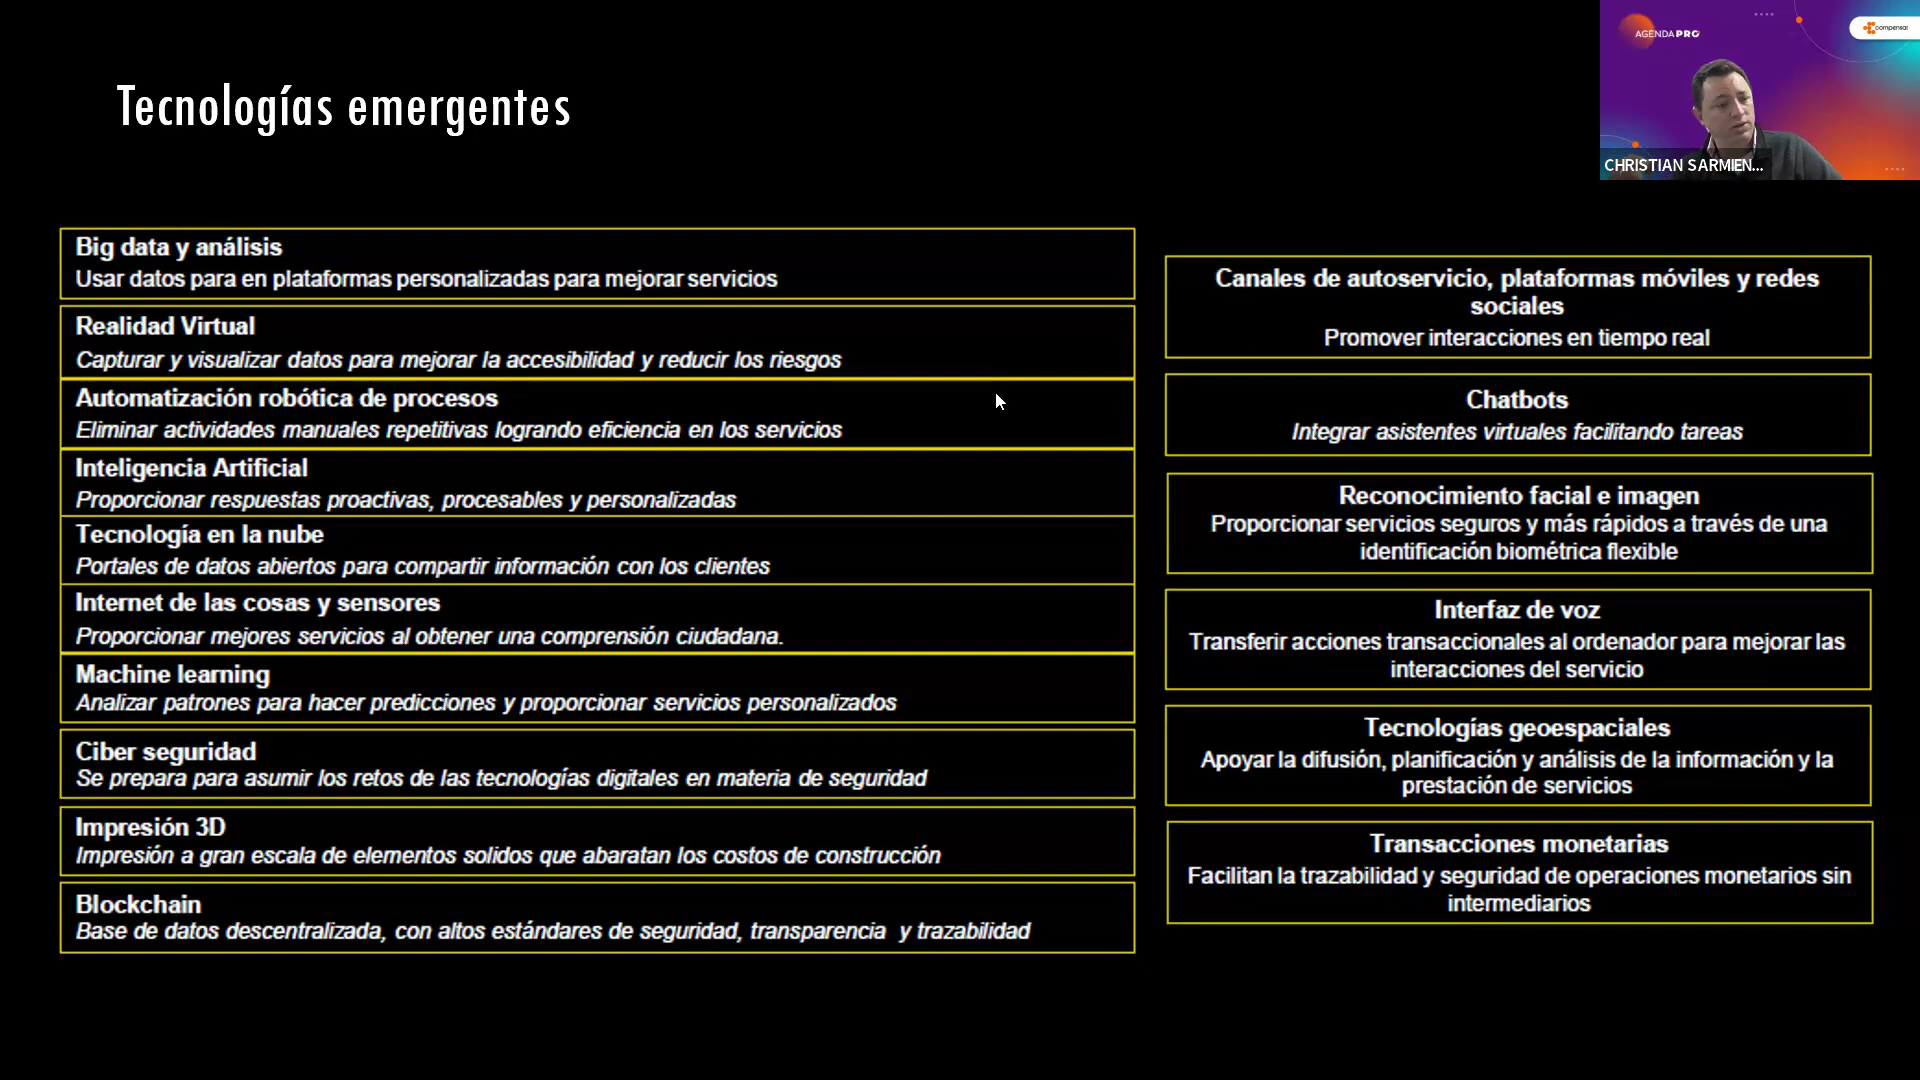 Tecnologías emergentes
AGENDAPRO
compensar
CHRISTIAN SARMIEN...
Big data y análisis
Usar datos para en plataformas personalizadas para mejorar servicios
Realidad Virtual
Capturar y visualizar datos para mejorar la accesibilidad y reducir los riesgos
Automatización robótica de procesos
Eliminar actividades manuales repetitivas logrando eficiencia en los servicios
Inteligencia Artificial
Proporcionar respuestas proactivas, procesables y personalizadas
Tecnología en la nube
Portales de datos abiertos para compartir información con los clientes
Internet de las cosas y sensores
Proporcionar mejores servicios al obtener una comprensión ciudadana.
Machine learning
Analizar patrones para hacer predicciones y proporcionar servicios personalizados
Ciber seguridad
Se prepara para asumir los retos de las tecnologías digitales en materia de seguridad
Impresión 3D
Impresión a gran escala de elementos solidos que abaratan los costos de construcción
Blockchain
Base de datos descentralizada, con altos estándares de seguridad, transparencia y trazabilidad
Canales de autoservicio, plataformas móviles y redes
sociales
Promover interacciones en tiempo real
Chatbots
Integrar asistentes virtuales facilitando tareas
Reconocimiento facial e imagen
Proporcionar servicios seguros y más rápidos a través de una
identificación biométrica flexible
Interfaz de voz
Transferir acciones transaccionales al ordenador para mejorar las
interacciones del servicio
Tecnologías geoespaciales
Apoyar la difusión, planificación y análisis de la información y la
prestación de servicios
Transacciones monetarias
Facilitan la trazabilidad y seguridad de operaciones monetarios sin
intermediarios